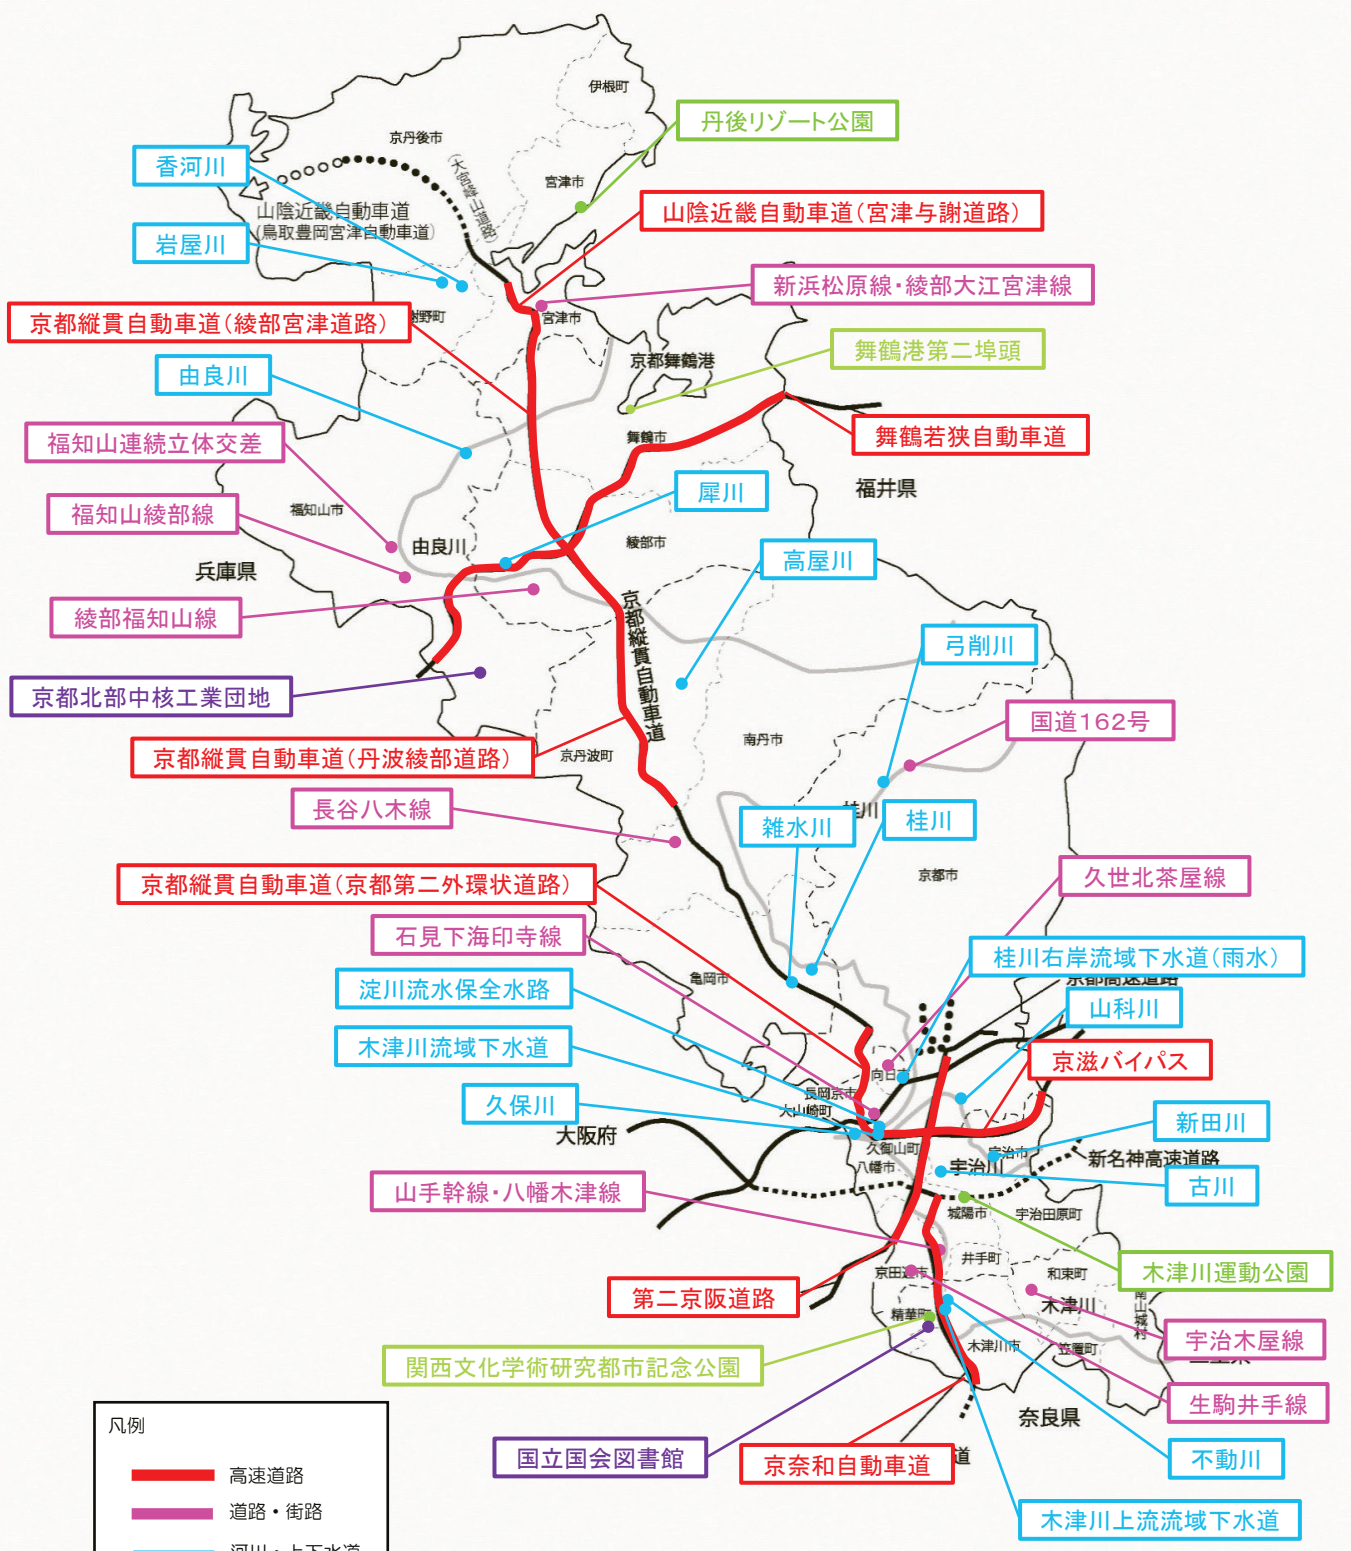 伊根町
丹後リゾート公園
京丹後市
香河川
(大宮峰山道路)
宮津市
山陰近畿自動車道(宮津与謝道路)
山陰近畿自動車道
(鳥取豊岡宮津自動車道)
岩屋川
新浜松原線・綾部大江宮津線
京都縦貫自動車道(綾部宮津道路)
謝野町
宮津市
舞鶴港第二埠頭
京都舞鶴港
由良川
舞鶴若狭自動車道
福知山連続立体交差
舞鶴市
福井県
犀川
福知山市
福知山綾部線
由良川
綾部市
高屋川
兵庫県
綾部福知山線
京都縦貫自動車道
弓削川
京都北部中核工業団地
国道162号
南丹市
京都縦貫自動車道(丹波綾部道路)
京丹波町
長谷八木線
桂川
雑水川
桂川
京都市
久世北茶屋線
京都縦貫自動車道(京都第二外環状道路)
石見下海印寺線
桂川右岸流域下水道(雨水)
亀岡市
京都高速道路
淀川流水保全水路
山科川
木津川流域下水道
京滋バイパス
向日市
長岡京市
大山崎町
久保川
大阪府
新田川
久御山町
宇治市
八幡市
宇治川
新名神高速道路
古川
山手幹線・八幡木津線
城陽市
宇治田原町
井手町
京田辺市
和束町
木津川運動公園
第二京阪道路
精華町
木津川
南山城村
宇治木屋線
木津川市
笠置町
三重県
関西文化学術研究都市記念公園
生駒井手線
奈良県
国立国会図書館
京奈和自動車道
道
不動川
木津川上流流域下水道
凡例
高速道路
道路・街路
河川・上下水道